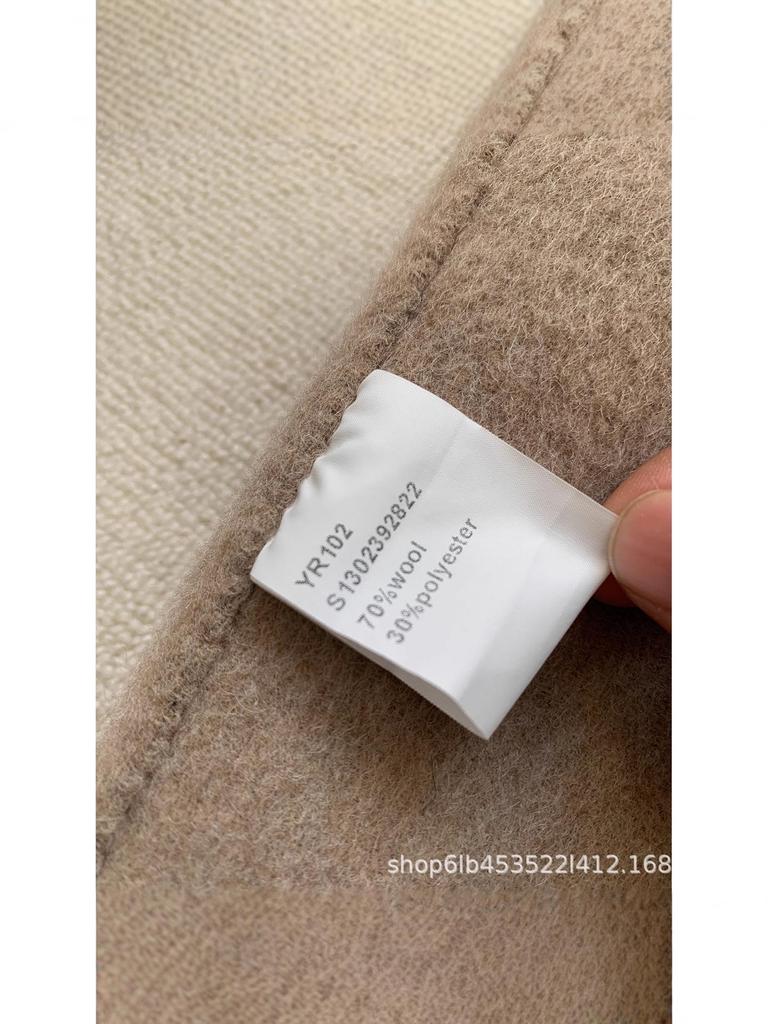 YR102
S1302392822
70%wool
30%polyester
shop6lb453522l412.168